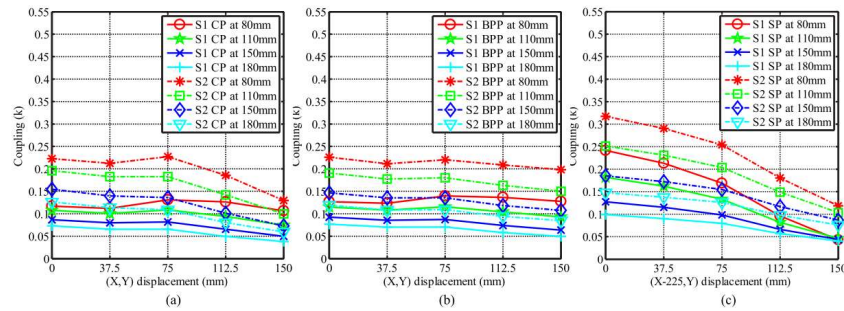 0.55
0.5
0.45
0.4
0.35
0.3
0.25
0.2
0.15
0.1
0.05
0
Coupling (k)
S1 CP at 80mm
S1 CP at 110mm
S1 CP at 150mm
S1 CP at 180mm
S2 CP at 80mm
S2 CP at 110mm
S2 CP at 150mm
S2 CP at 180mm
0 37.5 75 112.5 150
(X,Y) displacement (mm)
(a)
0.55
0.5
0.45
0.4
0.35
0.3
0.25
0.2
0.15
0.1
0.05
0
Coupling (k)
S1 BPP at 80mm
S1 BPP at 110mm
S1 BPP at 150mm
S1 BPP at 180mm
S2 BPP at 80mm
S2 BPP at 110mm
S2 BPP at 150mm
S2 BPP at 180mm
0 37.5 75 112.5 150
(X,Y) displacement (mm)
(b)
0.55
0.5
0.45
0.4
0.35
0.3
0.25
0.2
0.15
0.1
0.05
0
Coupling (k)
S1 SP at 80mm
S1 SP at 110mm
S1 SP at 150mm
S1 SP at 180mm
S2 SP at 80mm
S2 SP at 110mm
S2 SP at 150mm
S2 SP at 180mm
0 37.5 75 112.5 150
(X-225,Y) displacement (mm)
(c)